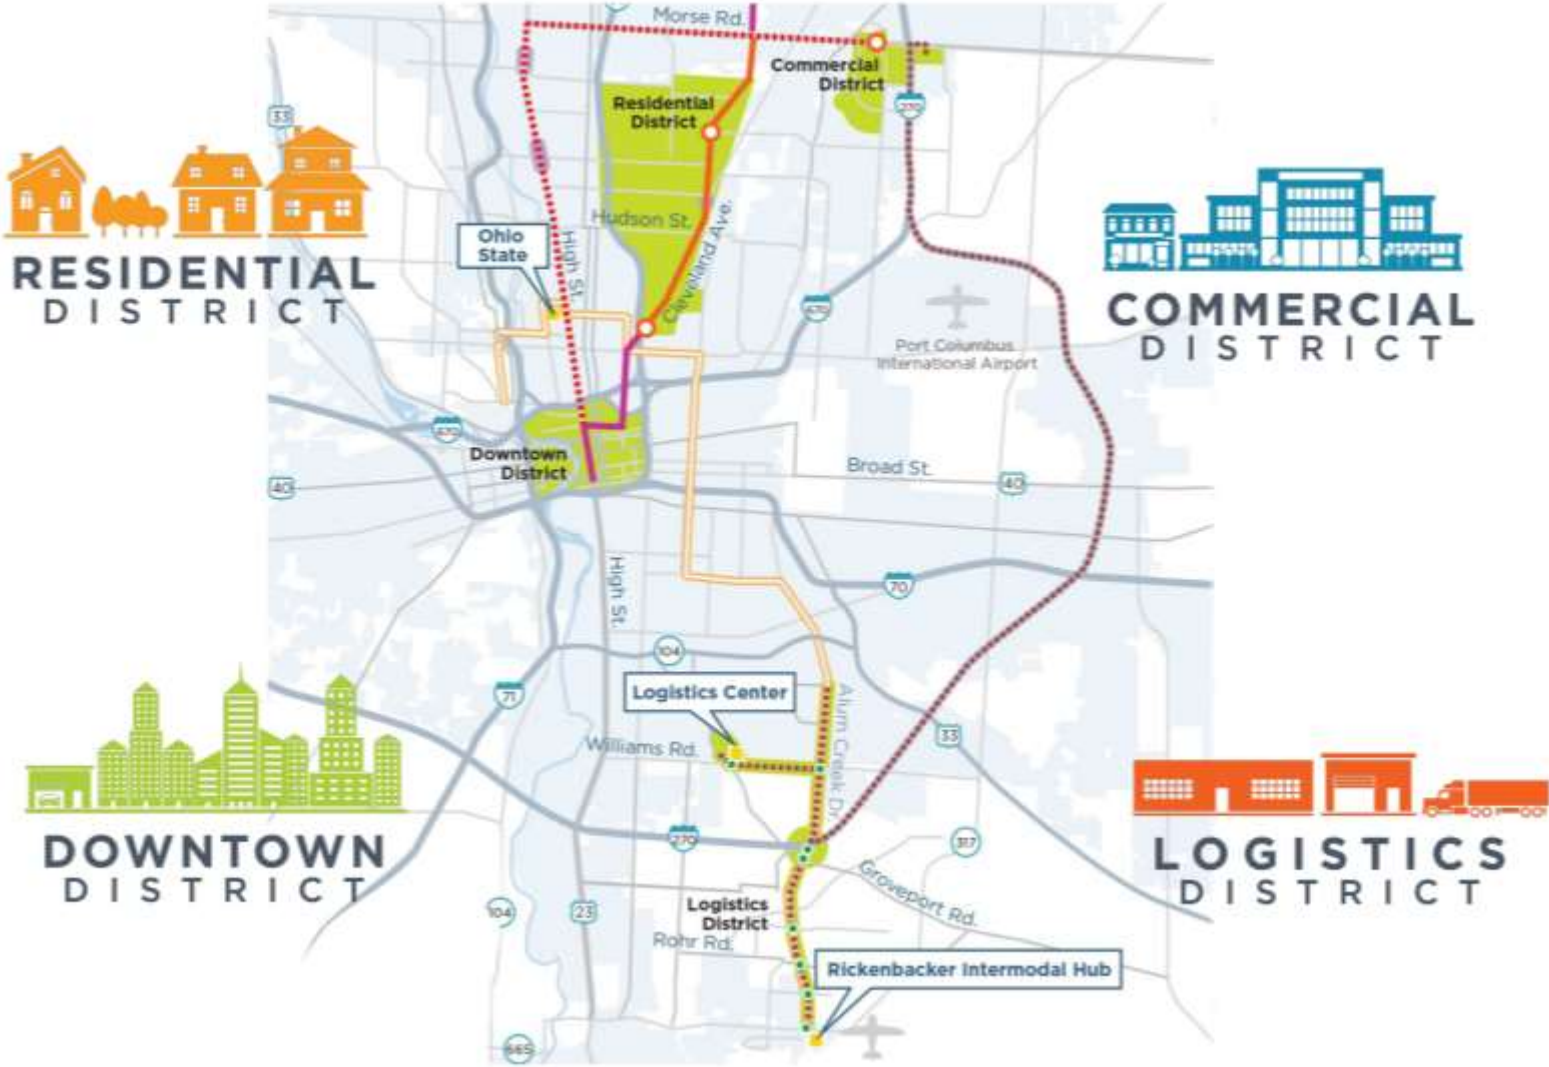 Morse Rd.
Commercial
District
Residential
District
270
33
Hudson St.
Cleveland Ave.
Ohio
State
High St.
670
Port Columbus
International Airport
RESIDENTIAL
DISTRICT
COMMERCIAL
DISTRICT
670
Downtown
District
Broad St.
40
40
High St.
70
104
71
Logistics Center
Alum Creek Dr.
Williams Rd.
33
270
317
DOWNTOWN
DISTRICT
LOGISTICS
DISTRICT
Groveport Rd.
104
23
Logistics
District
Rohr Rd.
Rickenbacker Intermodal Hub
665